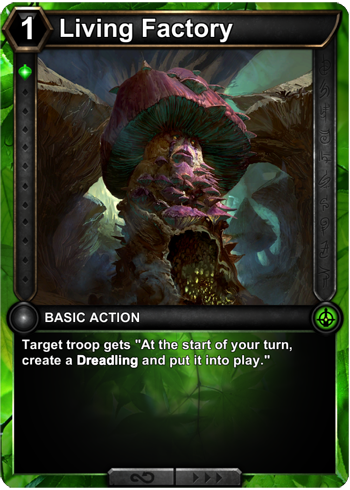 1 Living Factory
BASIC ACTION
Target troop gets "At the start of your turn,
create a Dreadling and put it into play."